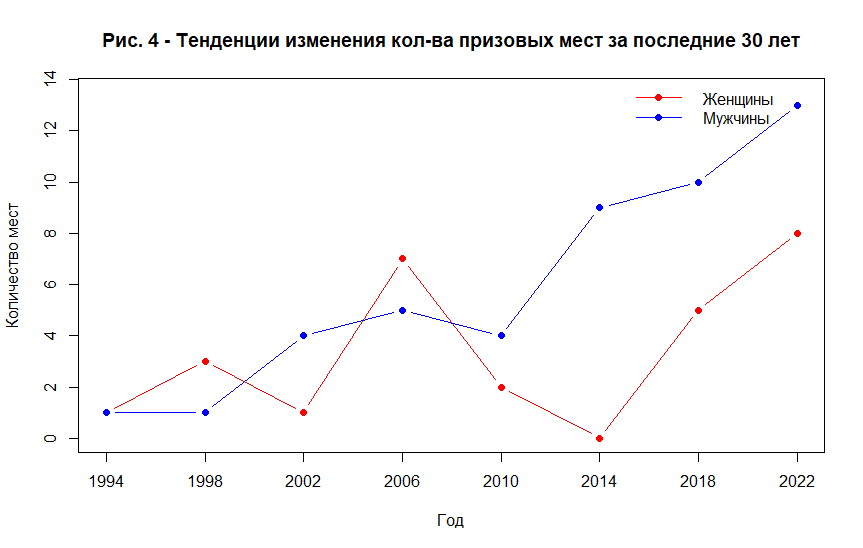 Рис. 4 - Тенденции изменения кол-ва призовых мест за последние 30 лет
14
12
10
8
6
4
2
0
Количество мест
Женщины
Мужчины
1994 1998 2002 2006 2010 2014 2018 2022
Год